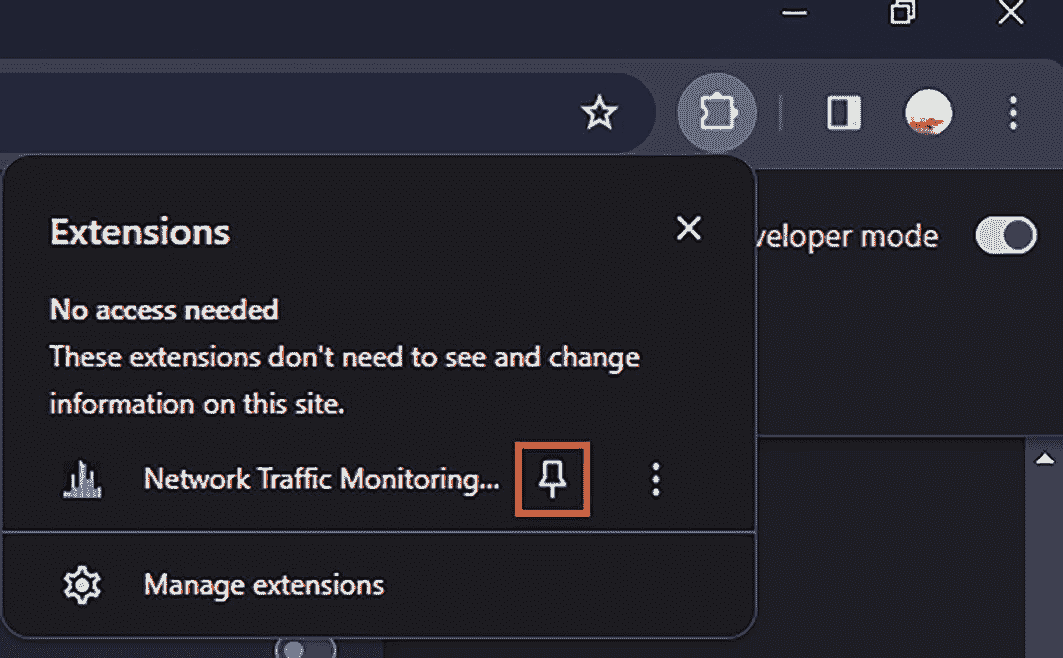 Extensions
veloper mode
No access needed
These extensions don't need to see and change
information on this site.
Network Traffic Monitoring...
Manage extensions